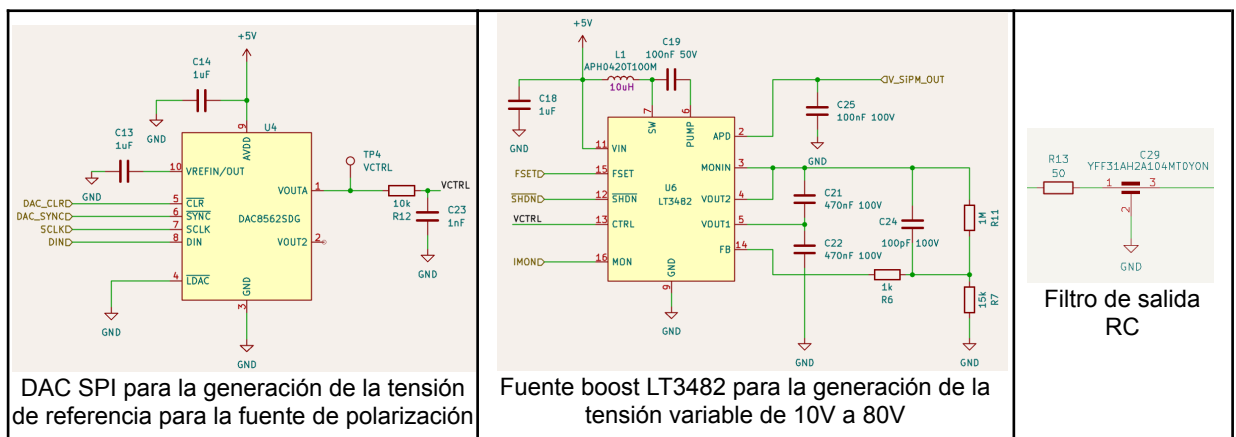 +5V
C14
1uF
GND
C13
1uF
GND
U4
9
AVDD
10
VREFIN/OUT
VOUTA
1
TP4
VCTRL
DAC_CLR
5
CLR
DAC_SYNC
6
SYNC
SCLK
7
SCLK
DIN
8
DIN
DAC8562SDG
VOUT2
2
4
LDAC
GND
3
GND
GND
10k
R12
VCTRL
C23
1nF
GND
DAC SPI para la generación de la tensión
de referencia para la fuente de polarización
+5V
L1
APH0420T100M
10uH
C19
100nF 50V
C18
1uF
GND
7
SW
6
PUMP
11
VIN
FSET
15
FSET
SHDN
12
SHDN
VCTRL
13
CTRL
IMON
16
MON
U6
LT3482
APD
2
MONIN
3
VOUT2
4
VOUT1
5
FB
14
GND
9
GND
V_SiPM_OUT
C25
100nF 100V
GND
C21
470nF 100V
C22
470nF 100V
C24
100pF 100V
1M
R11
1k
R6
15k
R7
GND
GND
Fuente boost LT3482 para la generación de la
tensión variable de 10V a 80V
R13
50
C29
YFF31AH2A104MT0Y0N
1
3
2
GND
Filtro de salida
RC